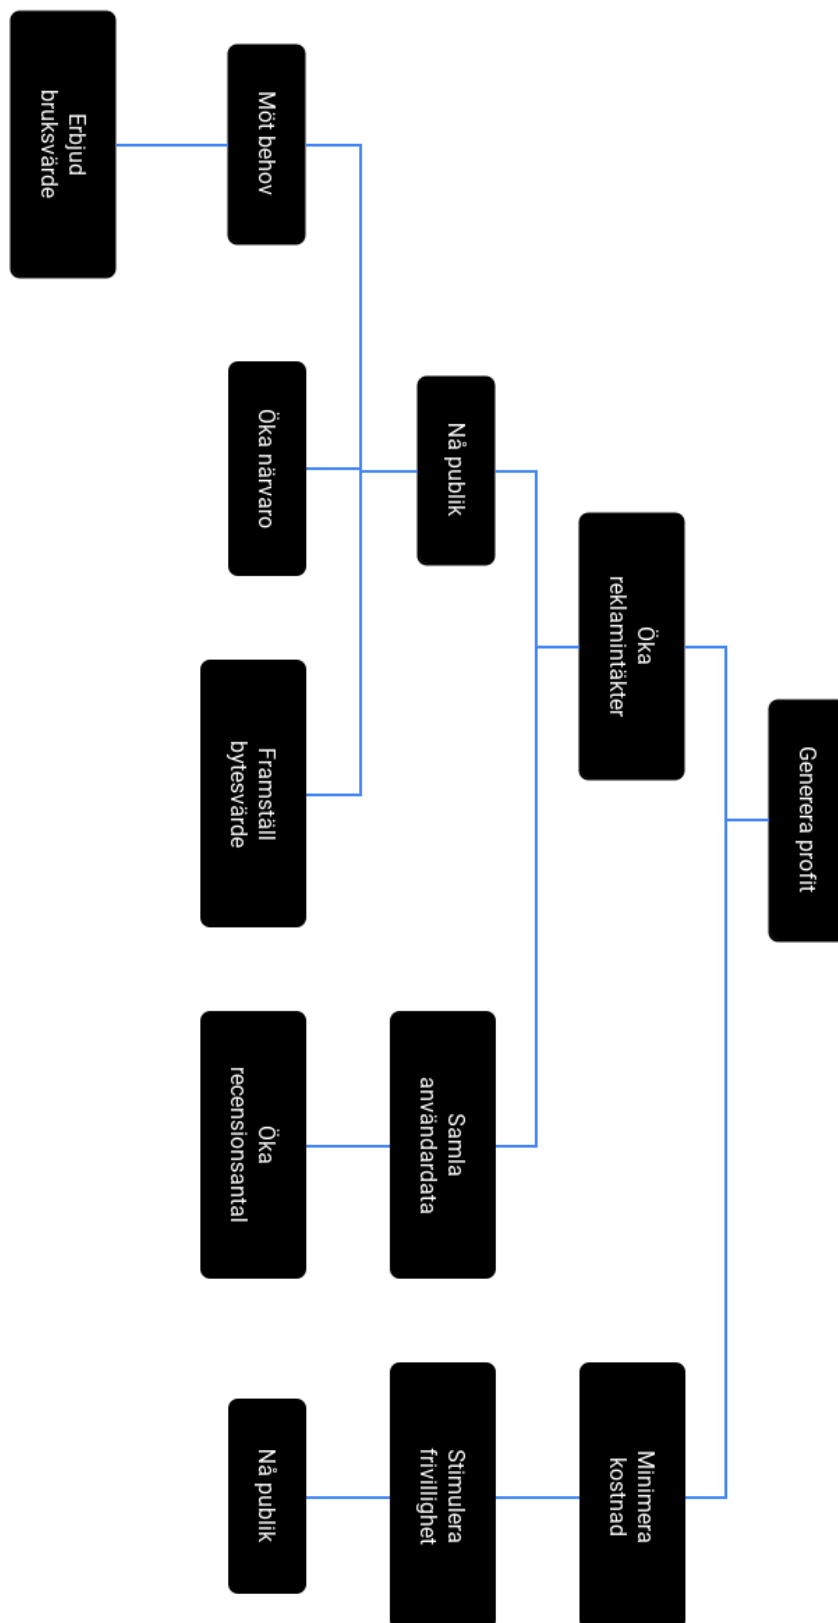 Generera profit
Öka
reklamintäkter
Minimera
kostnad
Nå publik
Samla
användardata
Stimulera
frivillighet
Möt behov
Öka närvaro
Framställ
bytesvärde
Öka
recensionsantal
Nå publik
Erbjud
bruksvärde